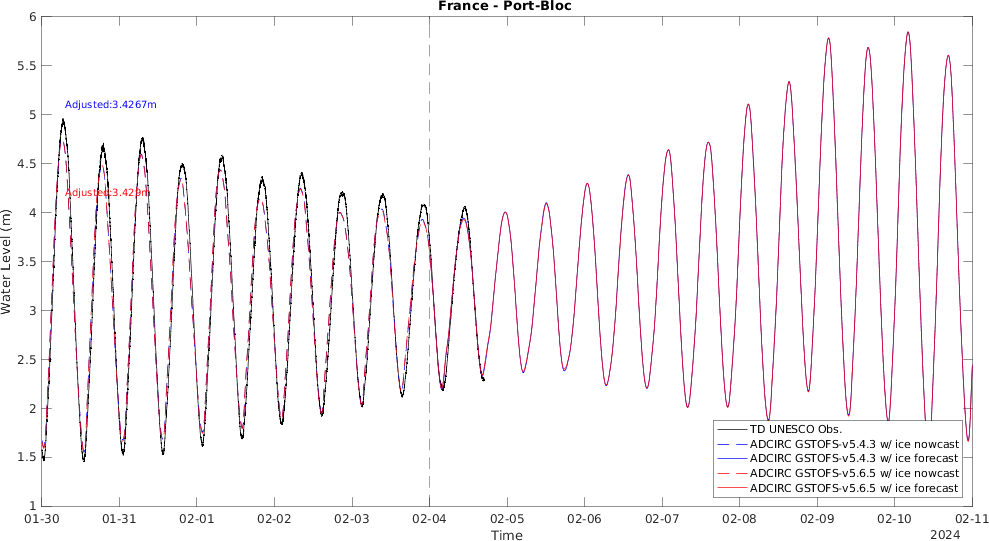 France - Port-Bloc
6
5.5
5
4.5
4
3.5
3
2.5
2
1.5
1
Water Level (m)
Adjusted:3.4267m
Adjusted:3.429m
TD UNESCO Obs.
ADCIRC GSTOFS-v5.4.3 w/ ice nowcast
ADCIRC GSTOFS-v5.4.3 w/ ice forecast
ADCIRC GSTOFS-v5.6.5 w/ ice nowcast
ADCIRC GSTOFS-v5.6.5 w/ ice forecast
01-30 01-31 02-01 02-02 02-03 02-04 02-05 02-06 02-07 02-08 02-09 02-10 02-11
Time
2024